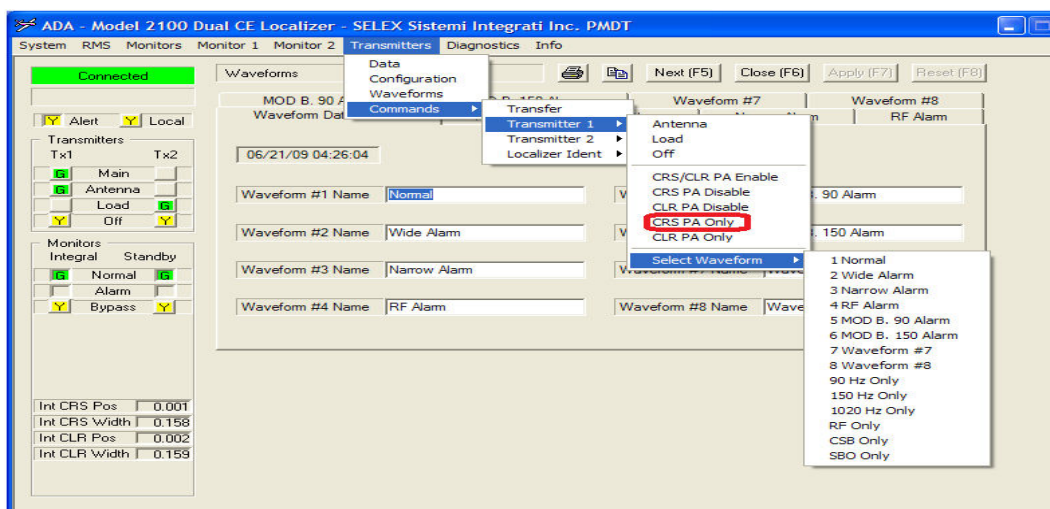 ADA - Model 2100 Dual CE Localizer - SELEX Sistemi Integrati Inc. PMDT
System RMS Monitors Monitor 1 Monitor 2 Transmitters Diagnostics Info
Connected
Y Alert Y Local
Transmitters
Tx1 Tx2
G Main
G Antenna
Load G
Y Off Y
Monitors
Integral Standby
G Normal G
Alarm
Y Bypass Y
Int CRS Pos 0.001
Int CRS Width 0.158
Int CLR Pos 0.002
Int CLR Width 0.159
Waveforms
Next (F5) Close (F6) Apply (F7) Reset (F8)
MOD B. 90 Waveform #7 Waveform #8
Waveform RF Alarm
06/21/09 04:26:04
Waveform #1 Name Normal
Waveform #2 Name Wide Alarm
Waveform #3 Name Narrow Alarm
Waveform #4 Name RF Alarm
. 90 Alarm
. 150 Alarm
Waveform #8 Name Wave
Data
Configuration
Waveforms
Commands
Transfer
Transmitter 1
Transmitter 2
Localizer Ident
Antenna
Load
Off
CRS/CLR PA Enable
CRS PA Disable
CLR PA Disable
CRS PA Only
CLR PA Only
Select Waveform
1 Normal
2 Wide Alarm
3 Narrow Alarm
4 RF Alarm
5 MOD B. 90 Alarm
6 MOD B. 150 Alarm
7 Waveform #7
8 Waveform #8
90 Hz Only
150 Hz Only
1020 Hz Only
RF Only
CSB Only
SBO Only